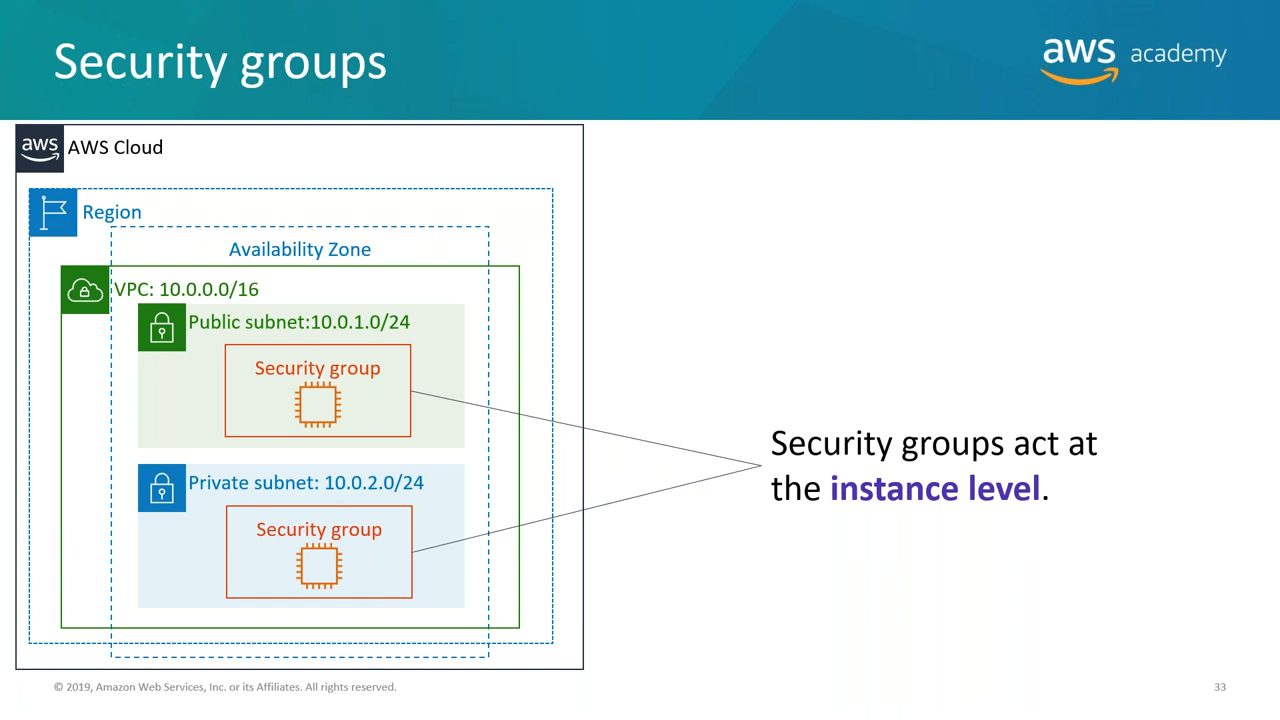 Security groups
aws academy
aws
AWS Cloud
Region
Availability Zone
VPC: 10.0.0.0/16
Public subnet:10.0.1.0/24
Security group
Private subnet: 10.0.2.0/24
Security group
Security groups act at
the instance level.
© 2019, Amazon Web Services, Inc. or its Affiliates. All rights reserved.
33